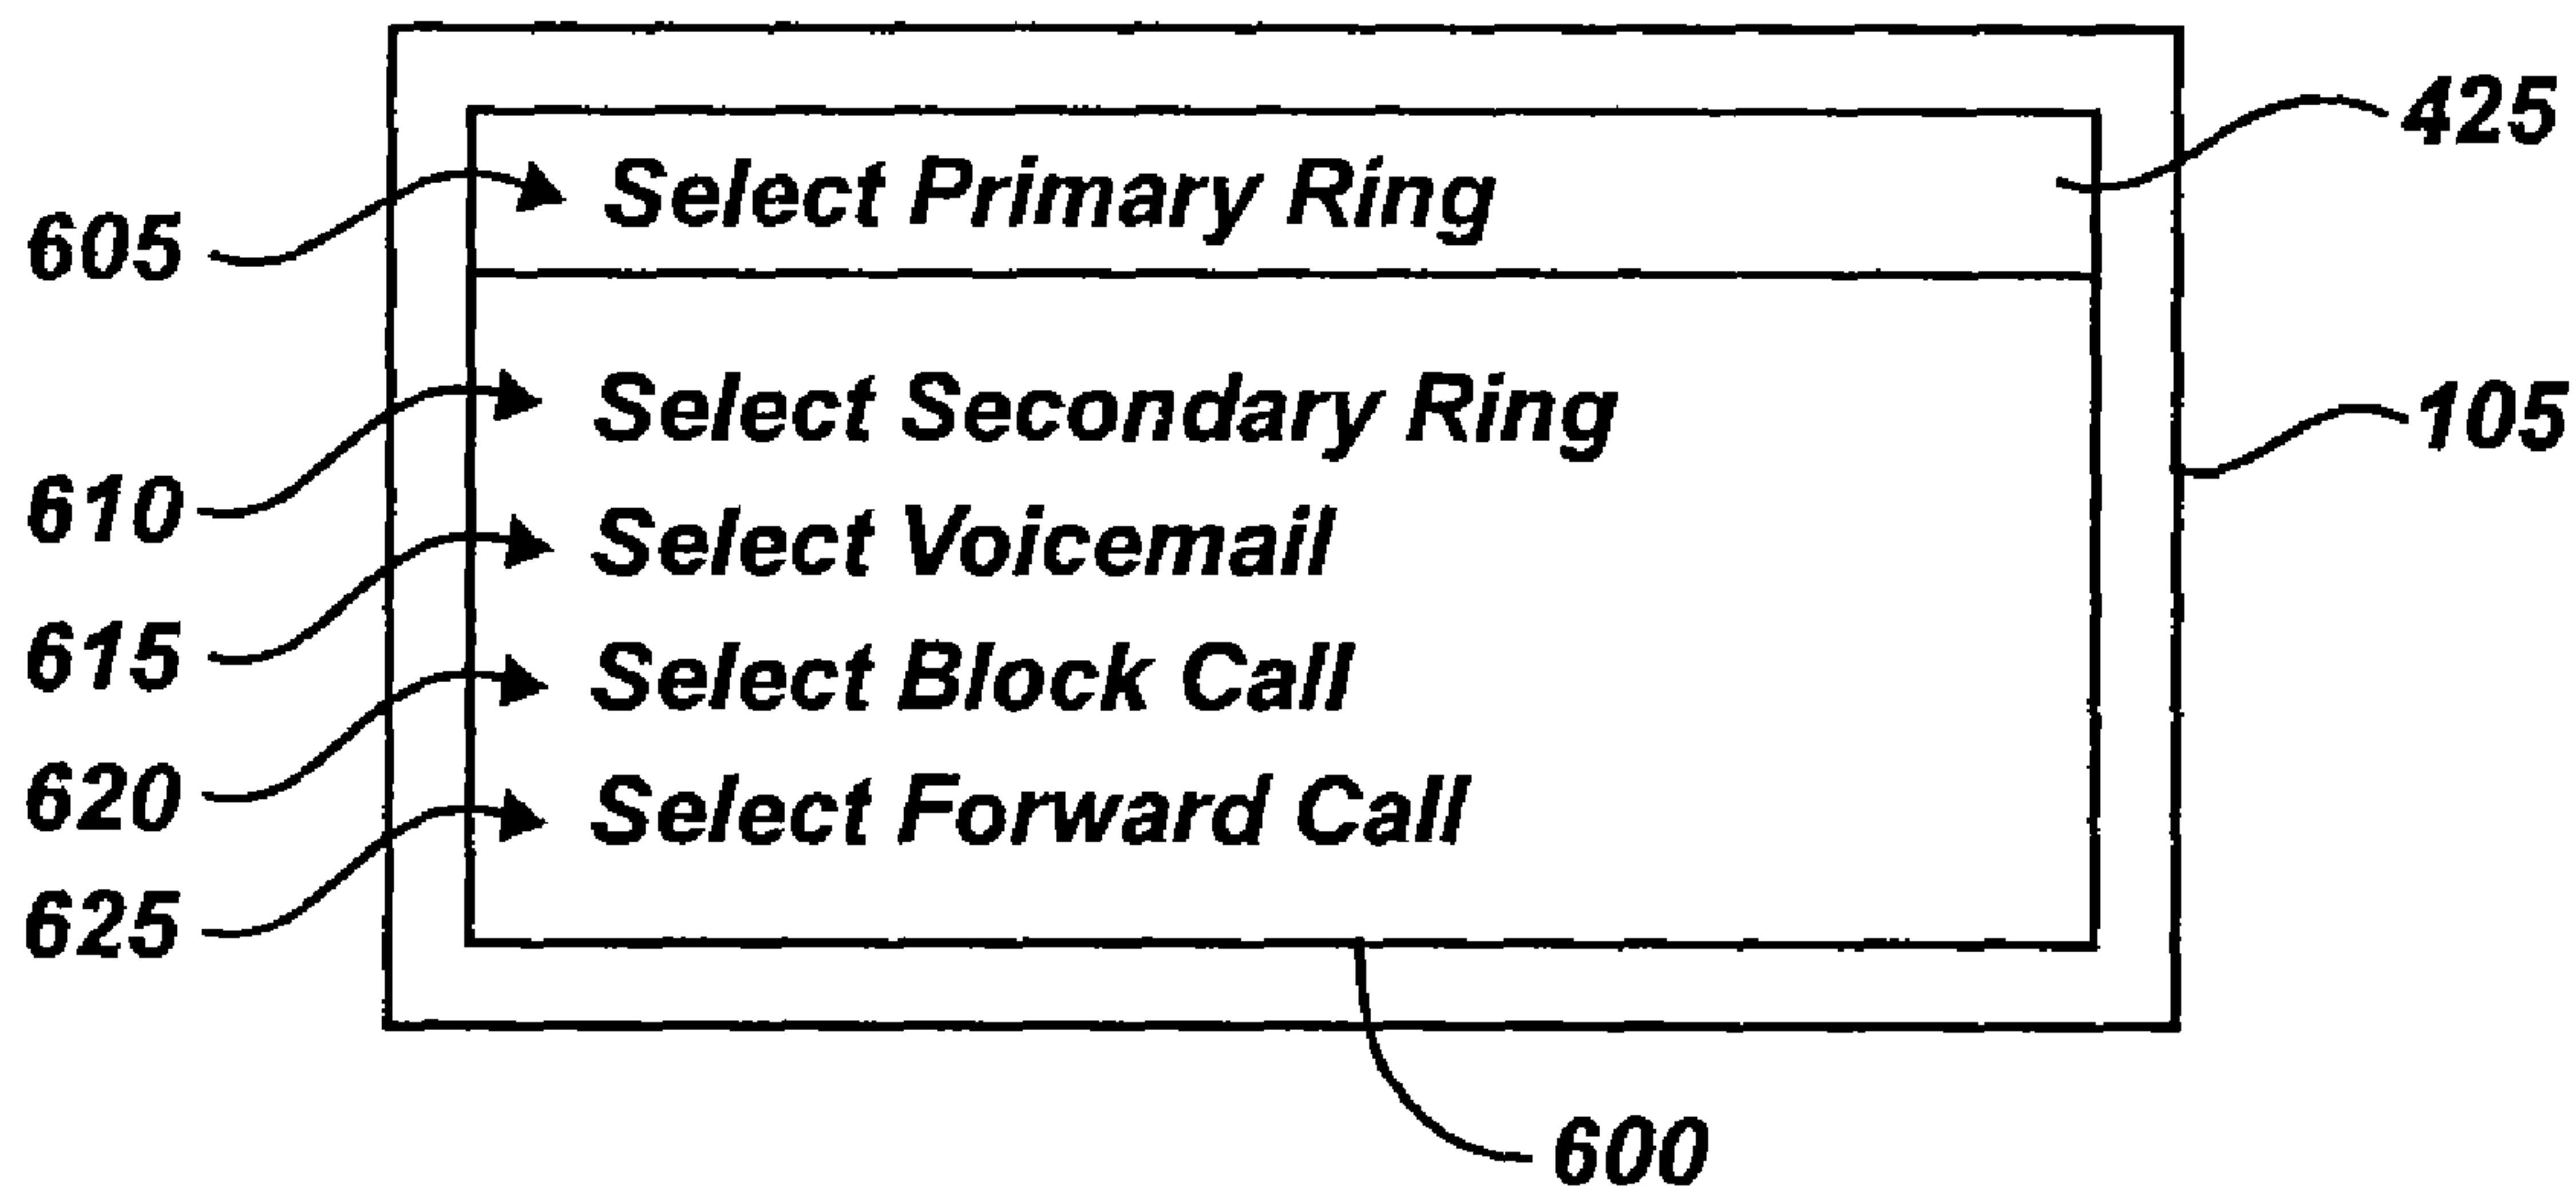 425
Select Primary Ring
605
105
Select Secondary Ring
610
Select Voicemail
615
Select Block Call
620
Select Forward Call
625
600